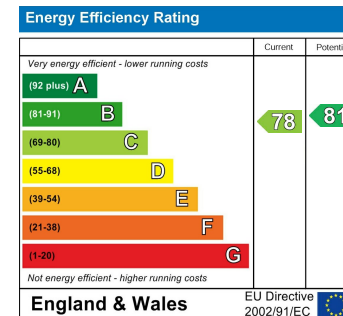 Energy Efficiency Rating
Current
Very energy efficient - lower running costs
(92 plus) A
(81-91) B
(69-80) C
78
81
(55-68) D
(39-54) E
(21-38) F
(1-20) G
Not energy efficient - higher running costs
England & Wales
EU Directive
2002/91/EC